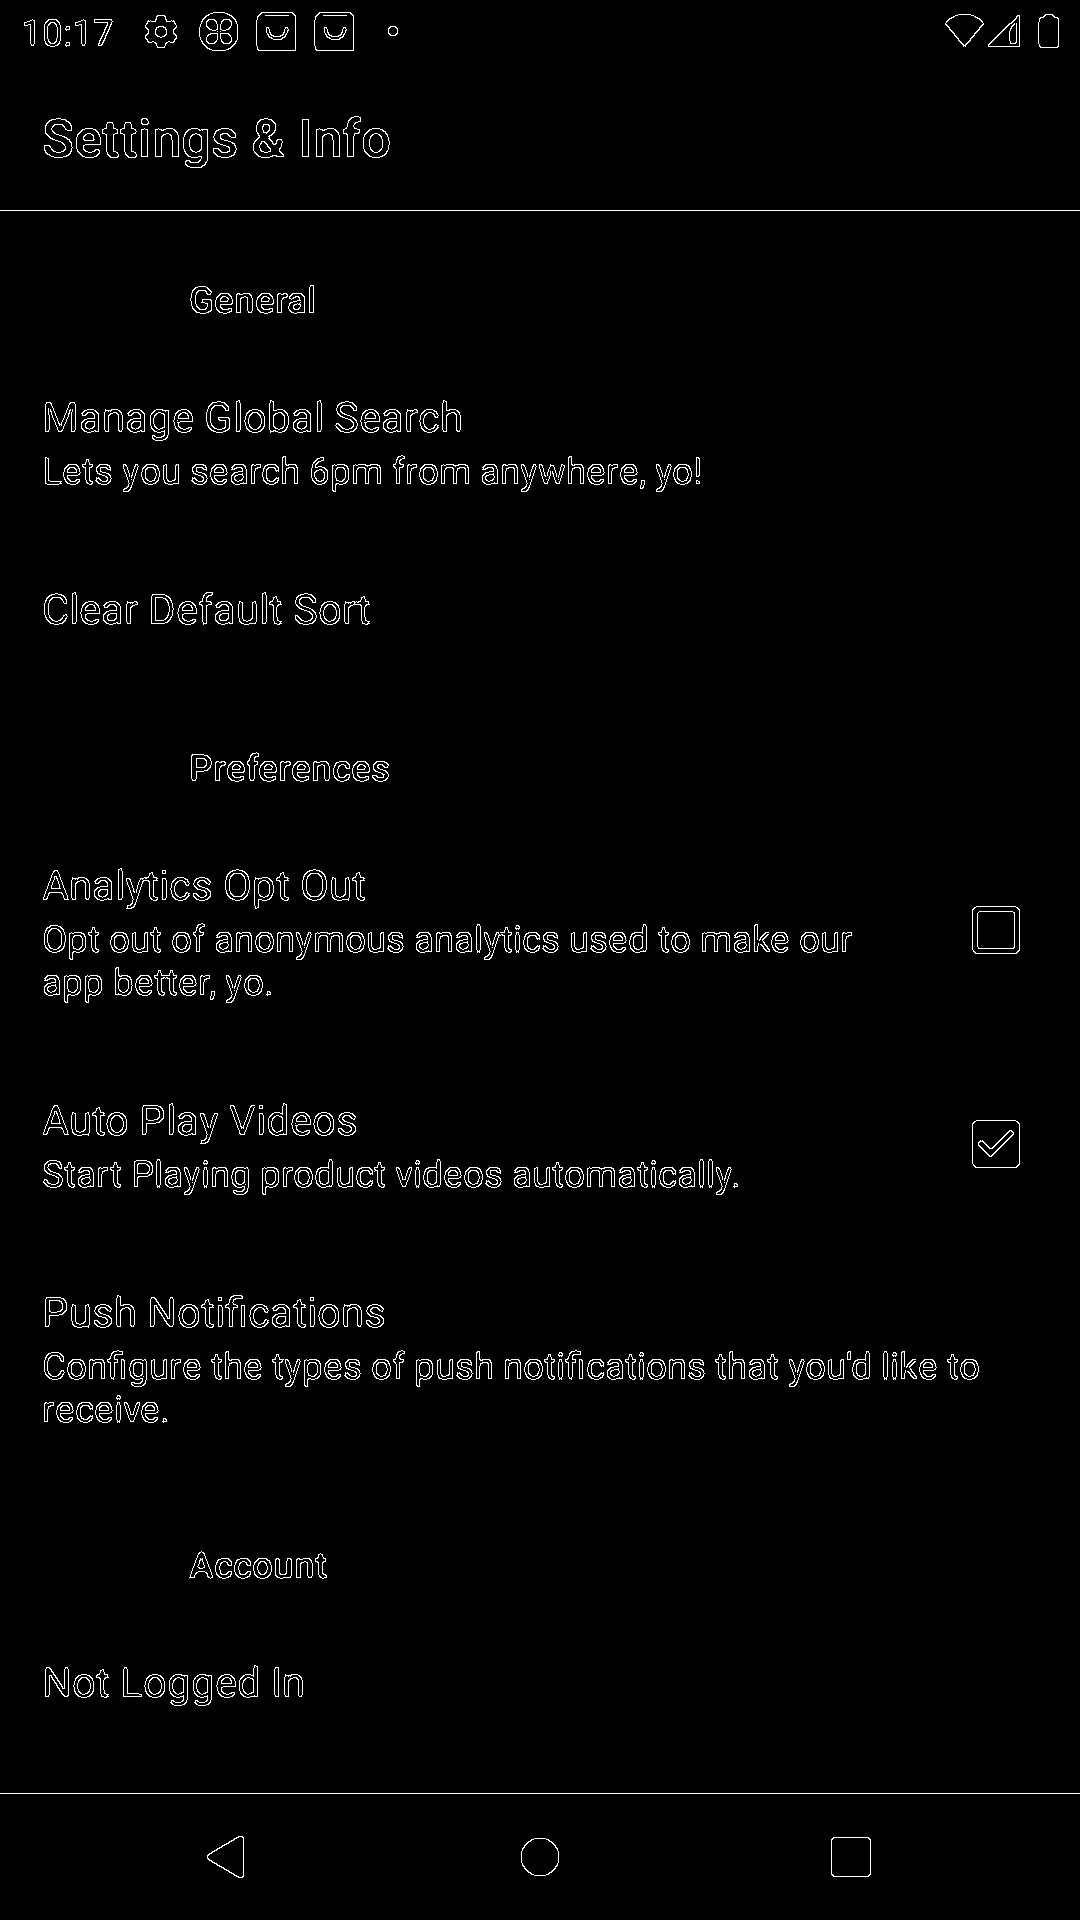 10:17
Settings & Info
General
Manage Global Search
Lets you search 6pm from anywhere, yo!
Clear Default Sort
Preferences
Analytics Opt Out
Opt out of anonymous analytics used to make our
app better, yo.
Auto Play Videos
Start Playing product videos automatically.
Push Notifications
Configure the types of push notifications that you'd like to
receive.
Account
Not Logged In